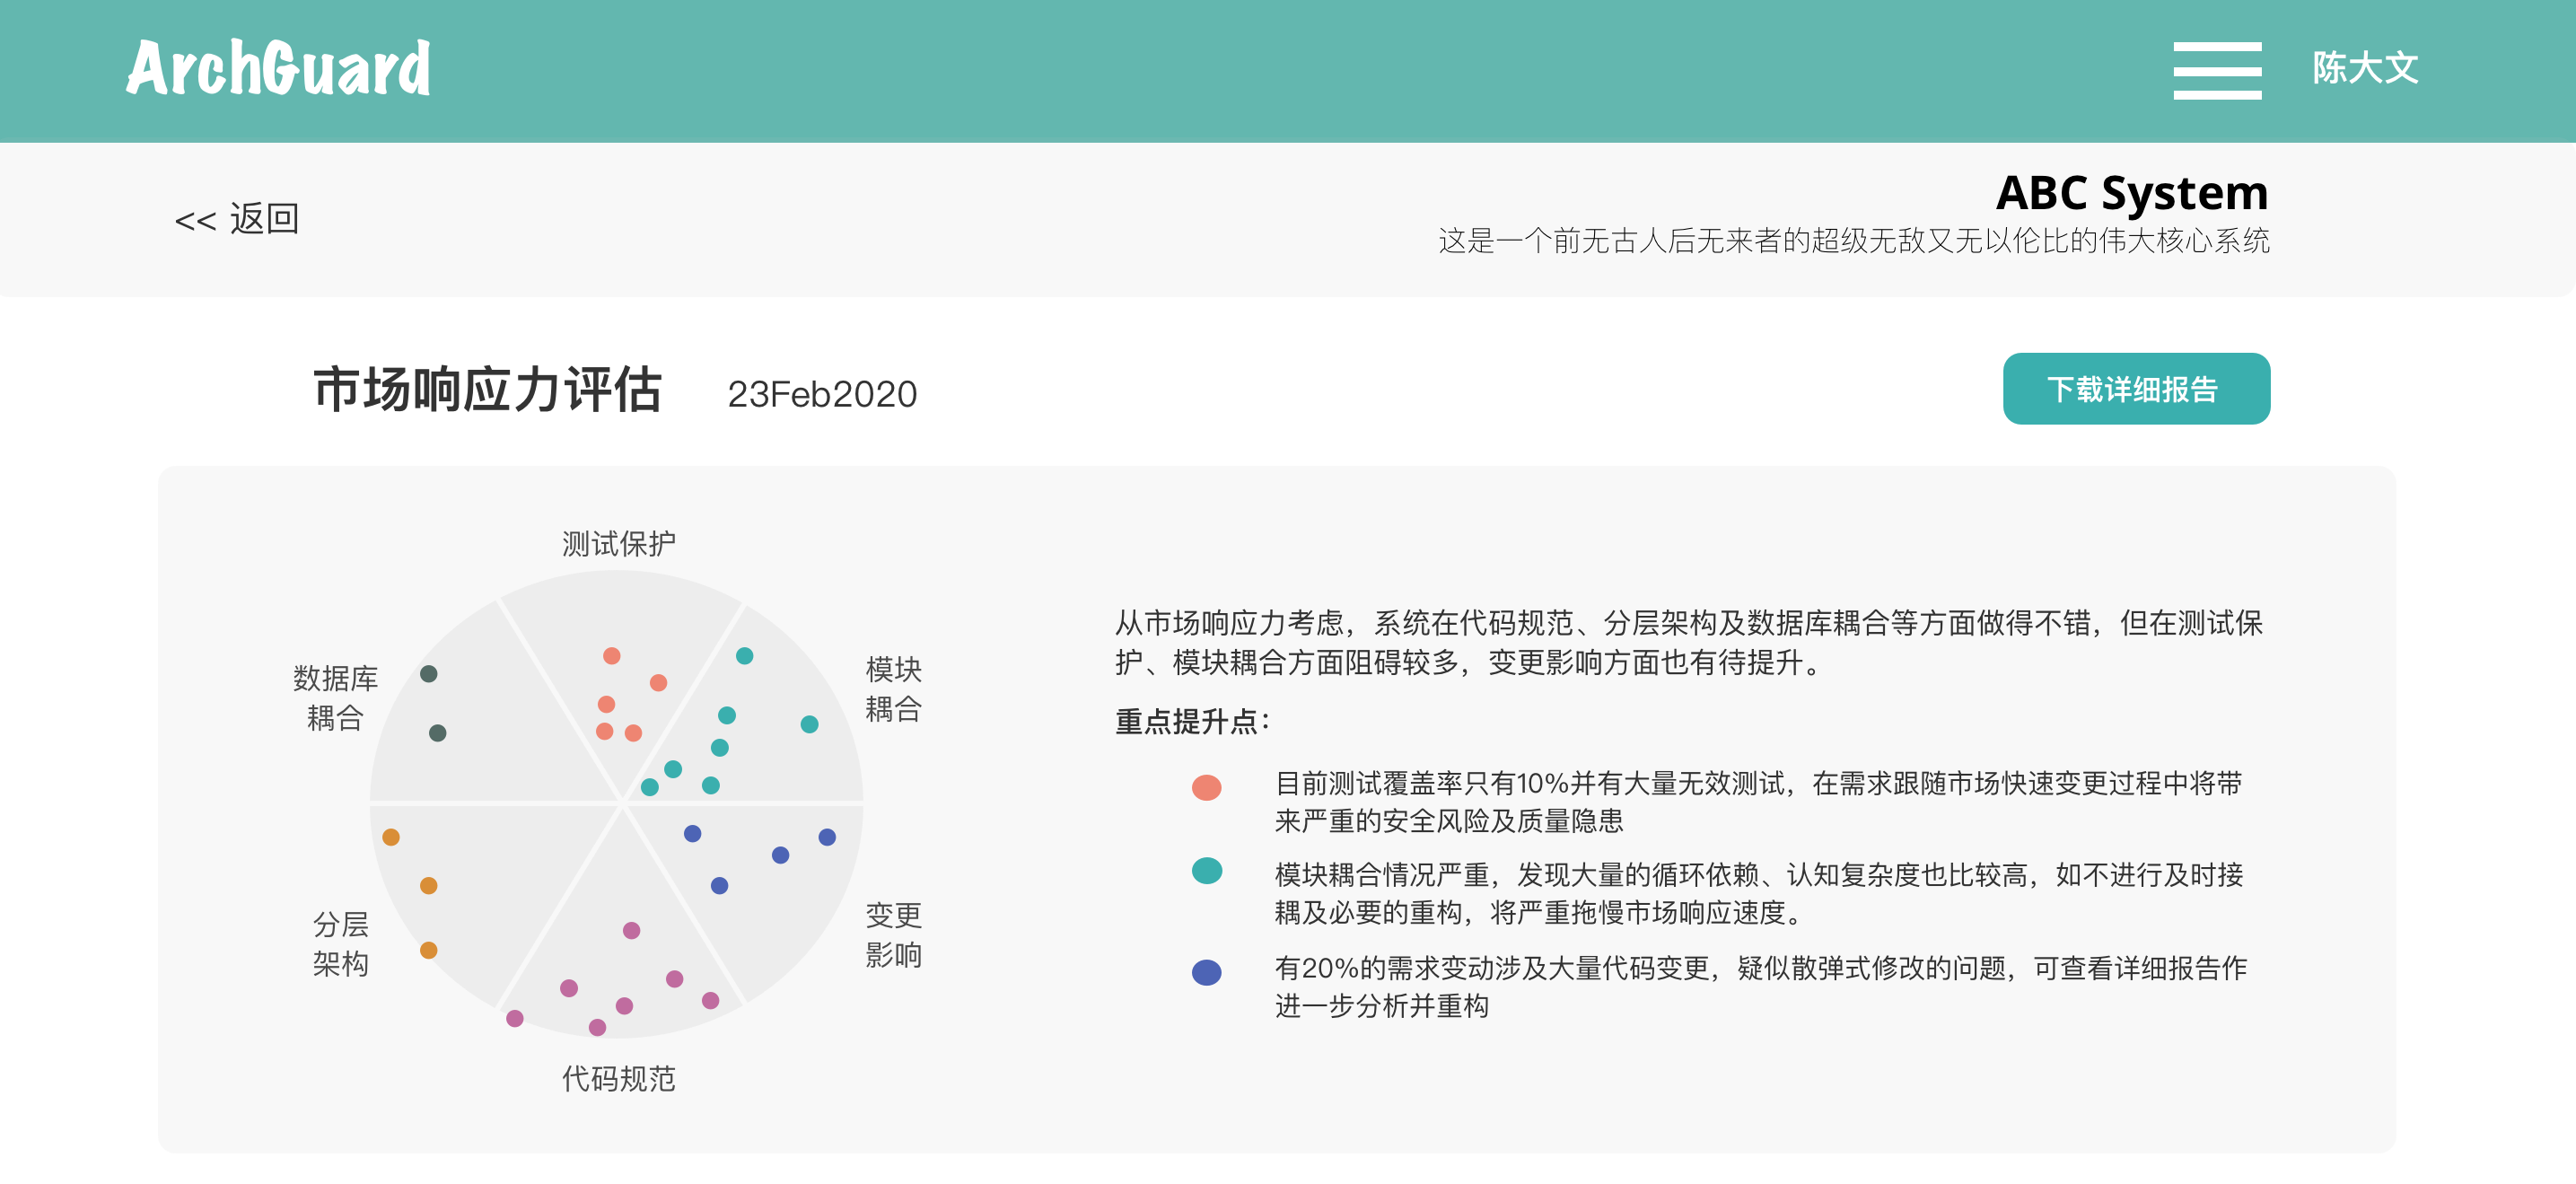 ArchGuard
陈大文
<< 返回
ABC System
这是一个前无古人后无来者的超级无敌又无以伦比的伟大核心系统
市场响应力评估
23Feb2020
下载详细报告
测试保护
数据库
耦合
模块
耦合
分层
架构
变更
影响
代码规范
从市场响应力考虑，系统在代码规范、分层架构及数据库耦合等方面做得不错，但在测试保
护、模块耦合方面阻碍较多，变更影响方面也有待提升。
重点提升点：
目前测试覆盖率只有10%并有大量无效测试，在需求跟随市场快速变更过程中将带
来严重的安全风险及质量隐患
模块耦合情况严重，发现大量的循环依赖、认知复杂度也比较高，如不进行及时接
耦及必要的重构，将严重拖慢市场响应速度。
有20%的需求变动涉及大量代码变更，疑似散弹式修改的问题，可查看详细报告作
进一步分析并重构